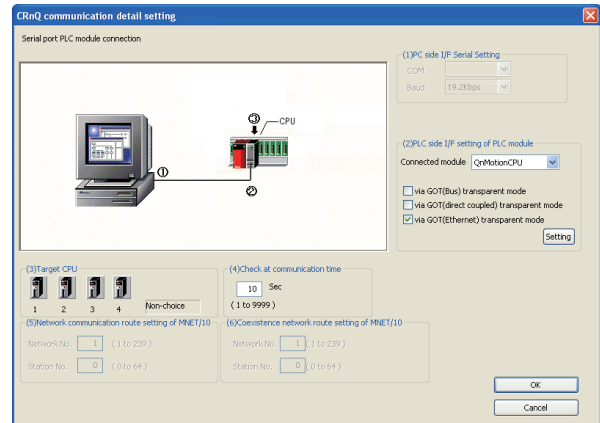 CRnQ communication detail setting
Serial port PLC module connection
③
CPU
①
②
(1)PC side I/F Serial Setting
COM
Baud 19.2Kbps
(2)PLC side I/F setting of PLC module
Connected module QnMotionCPU
via GOT(Bus) transparent mode
via GOT(direct coupled) transparent mode
via GOT(Ethernet) transparent mode
Setting
(3)Target CPU
1 2 3 4 Non-choice
(4)Check at communication time
10 Sec
( 1 to 9999 )
(5)Network communication route setting of MNET/10
Network No. 1 ( 1 to 239 )
Station No. 0 ( 0 to 64 )
(6)Coexistence network route setting of MNET/10
Network No. 1 ( 1 to 239 )
Station No. 0 ( 0 to 64 )
OK
Cancel